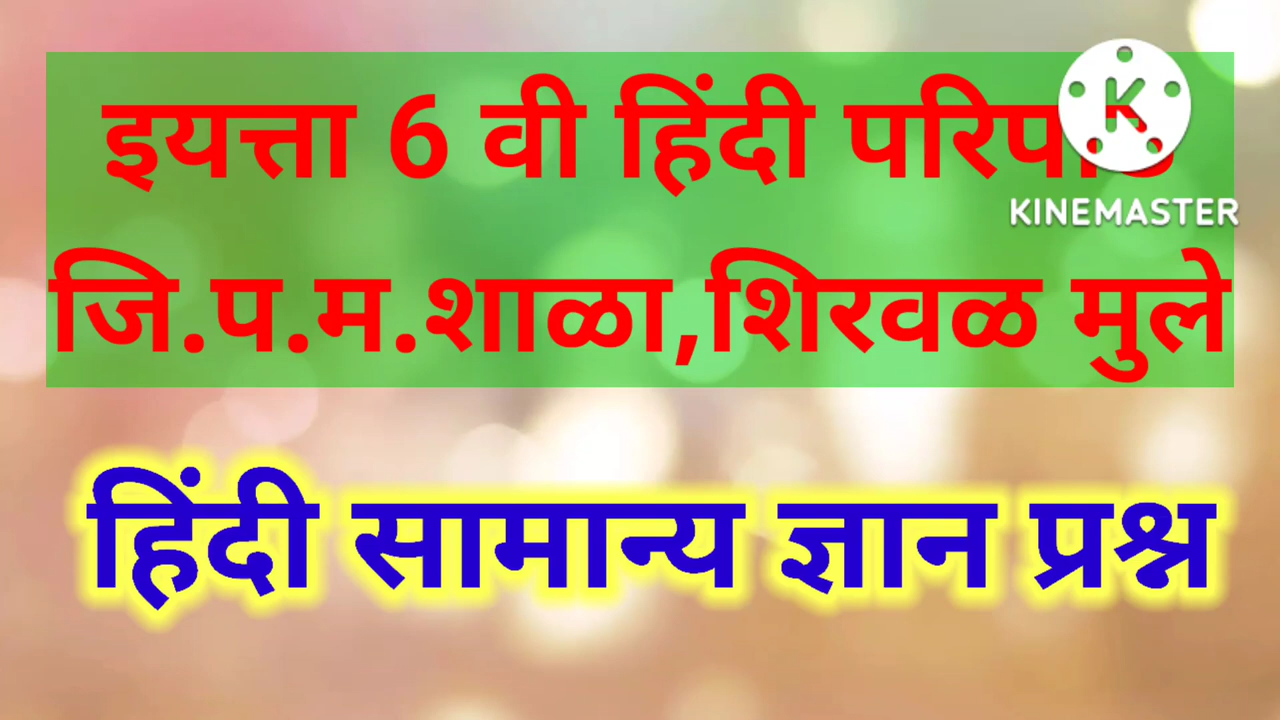 इयत्ता 6 वी हिंदी
जि.प.म.शाळा,शिरवळ मुले
हिंदी सामान्य ज्ञान प्रश्न
K
KINEMASTER